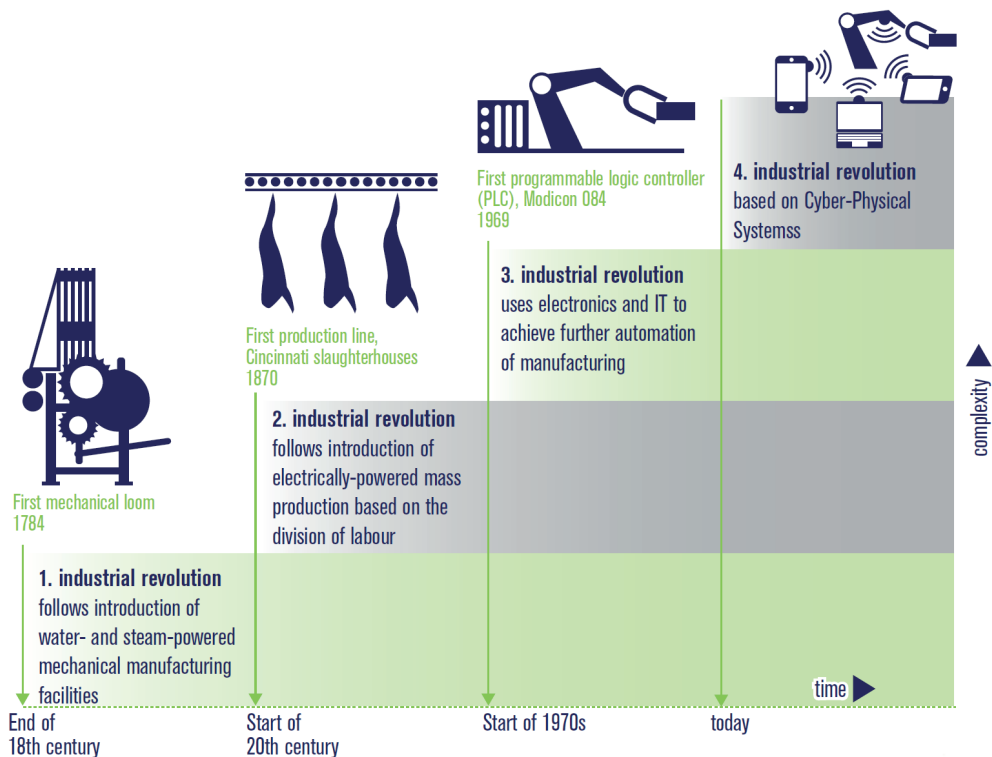 First mechanical loom
1784
1. industrial revolution
follows introduction of
water- and steam-powered
mechanical manufacturing
facilities
End of
18th century
First production line,
Cincinnati slaughterhouses
1870
2. industrial revolution
follows introduction of
electrically-powered mass
production based on the
division of labour
Start of
20th century
First programmable logic controller
(PLC), Modicon 084
1969
3. industrial revolution
uses electronics and IT to
achieve further automation
of manufacturing
Start of 1970s
4. industrial revolution
based on Cyber-Physical
Systemss
today
time
complexity